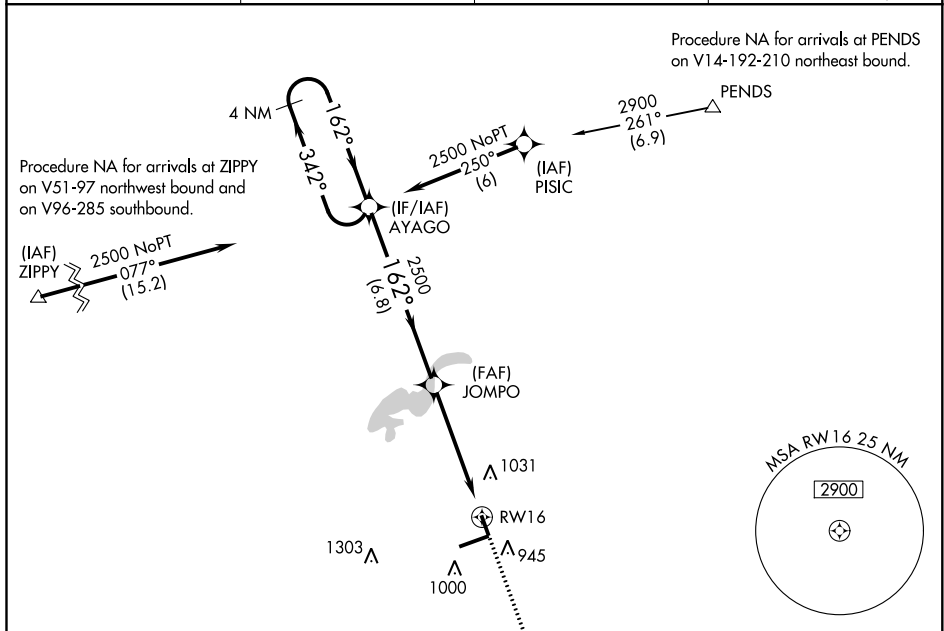 Procedure NA for arrivals at PENDS
on V14-192-210 northeast bound.
PENDS
2900
261°
(6.9)
4 NM
162°
342°
2500 NoPT
250°
(6)
(IAF)
PISIC
Procedure NA for arrivals at ZIPPY
on V51-97 northwest bound and
on V96-285 southbound.
(IF/IAF)
AYAGO
(IAF)
ZIPPY
2500 NoPT
077°
(15.2)
2500
162°
(6.8)
(FAF)
JOMPO
1031
RW16
1303
945
1000
MSA RW16 25 NM
2900